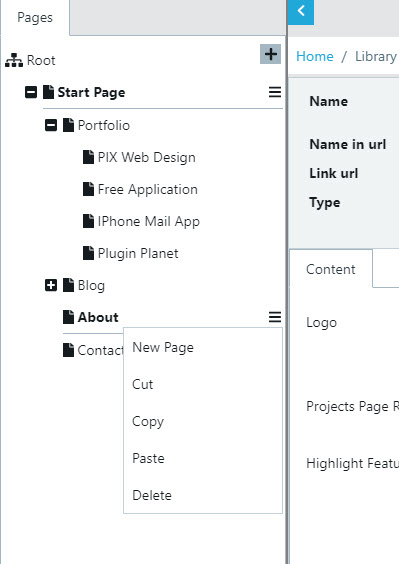 Pages
Root
Start Page
Portfolio
PIX Web Design
Free Application
IPhone Mail App
Plugin Planet
Blog
About
Contact
New Page
Cut
Copy
Paste
Delete
Home / Library
Name
Name in url
Link url
Type
Content
Logo
Projects Page R
Highlight Featu